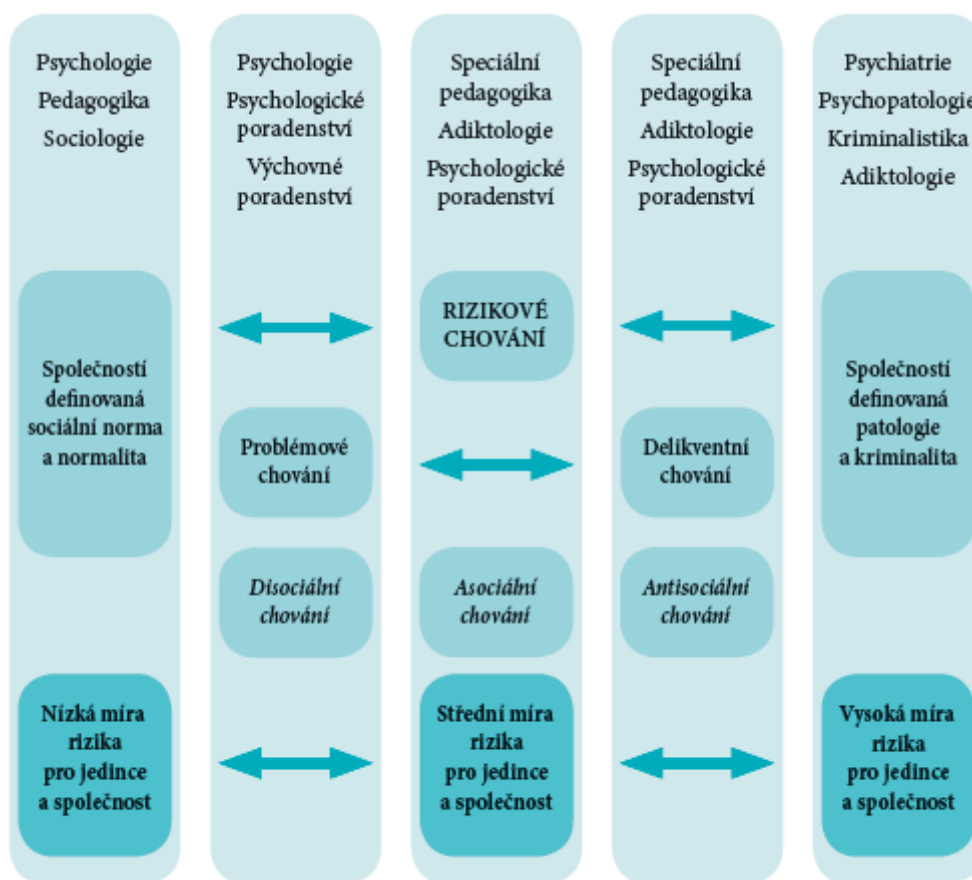 Psychologie
Pedagogika
Sociologie
Psychologie
Psychologické
poradenství
Výchovné
poradenství
Speciální
pedagogika
Adiktologie
Psychologické
poradenství
Speciální
pedagogika
Adiktologie
Psychologické
poradenství
Psychiatrie
Psychopatologie
Kriminalistika
Adiktologie
Společností
definovaná
sociální norma
a normalita
RIZIKOVÉ
CHOVÁNÍ
Společností
definovaná
patologie
a kriminalita
Problémové
chování
Delikventní
chování
Disociální
chování
Asociální
chování
Antisociální
chování
Nízká míra
rizika
pro jedince
a společnost
Střední míra
rizika
pro jedince
a společnost
Vysoká míra
rizika
pro jedince
a společnost